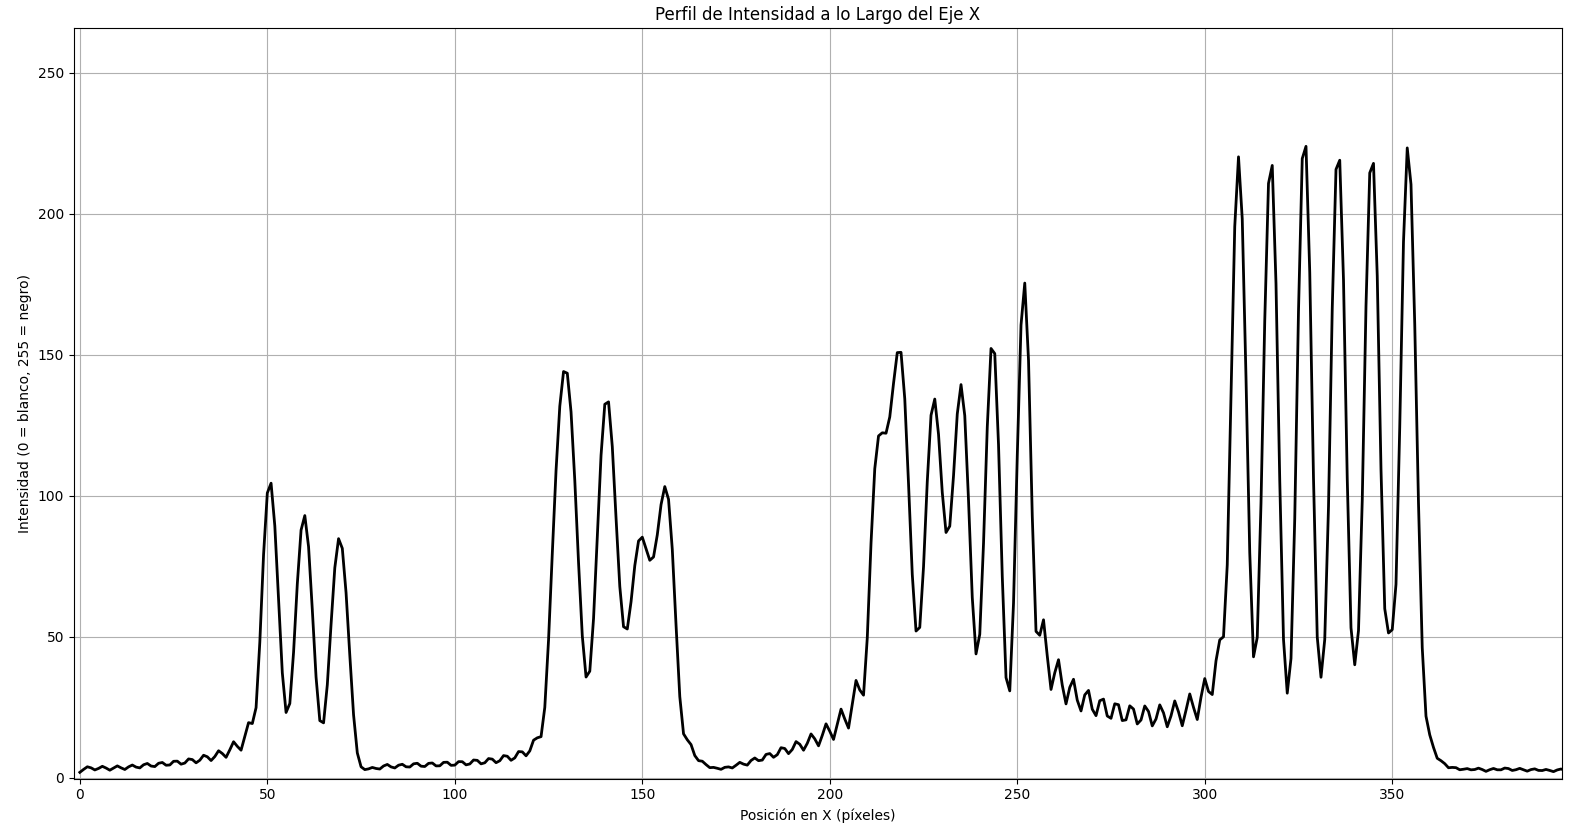 Perfil de Intensidad a lo Largo del Eje X
Intensidad (0 = blanco, 255 = negro)
250
200
150
100
50
0
0 50 100 150 200 250 300 350
Posición en X (píxeles)